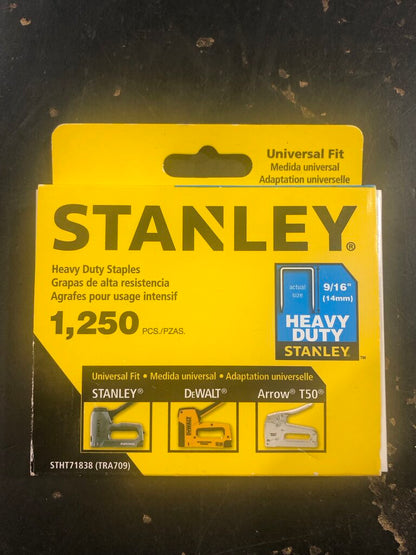 Universal Fit
Medida universal
Adaptation universelle
STANLEY®
Heavy Duty Staples
Grapas de alta resistencia
Agrafes pour usage intensif
1,250 PCS./PZAS.
actual
size
9/16"
(14mm)
HEAVY
DUTY
STANLEY™
Universal Fit • Medida universal • Adaptation universelle
STANLEY® DEWALT® Arrow® T50®
STHT71838 (TRA709)